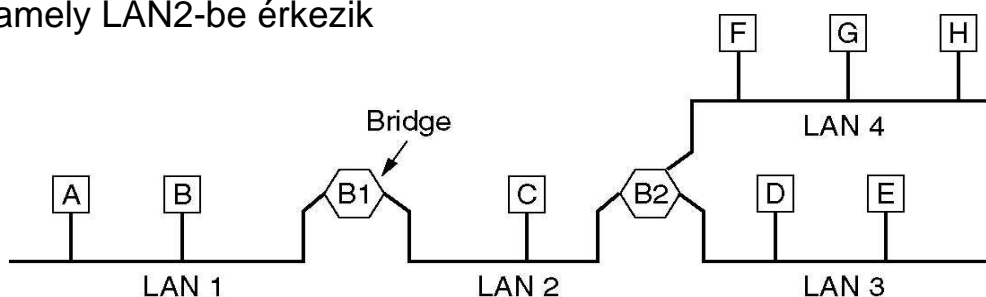 amely LAN2-be érkezik
F G H
Bridge
LAN 4
A B B1 C B2 D E
LAN 1 LAN 2 LAN 3